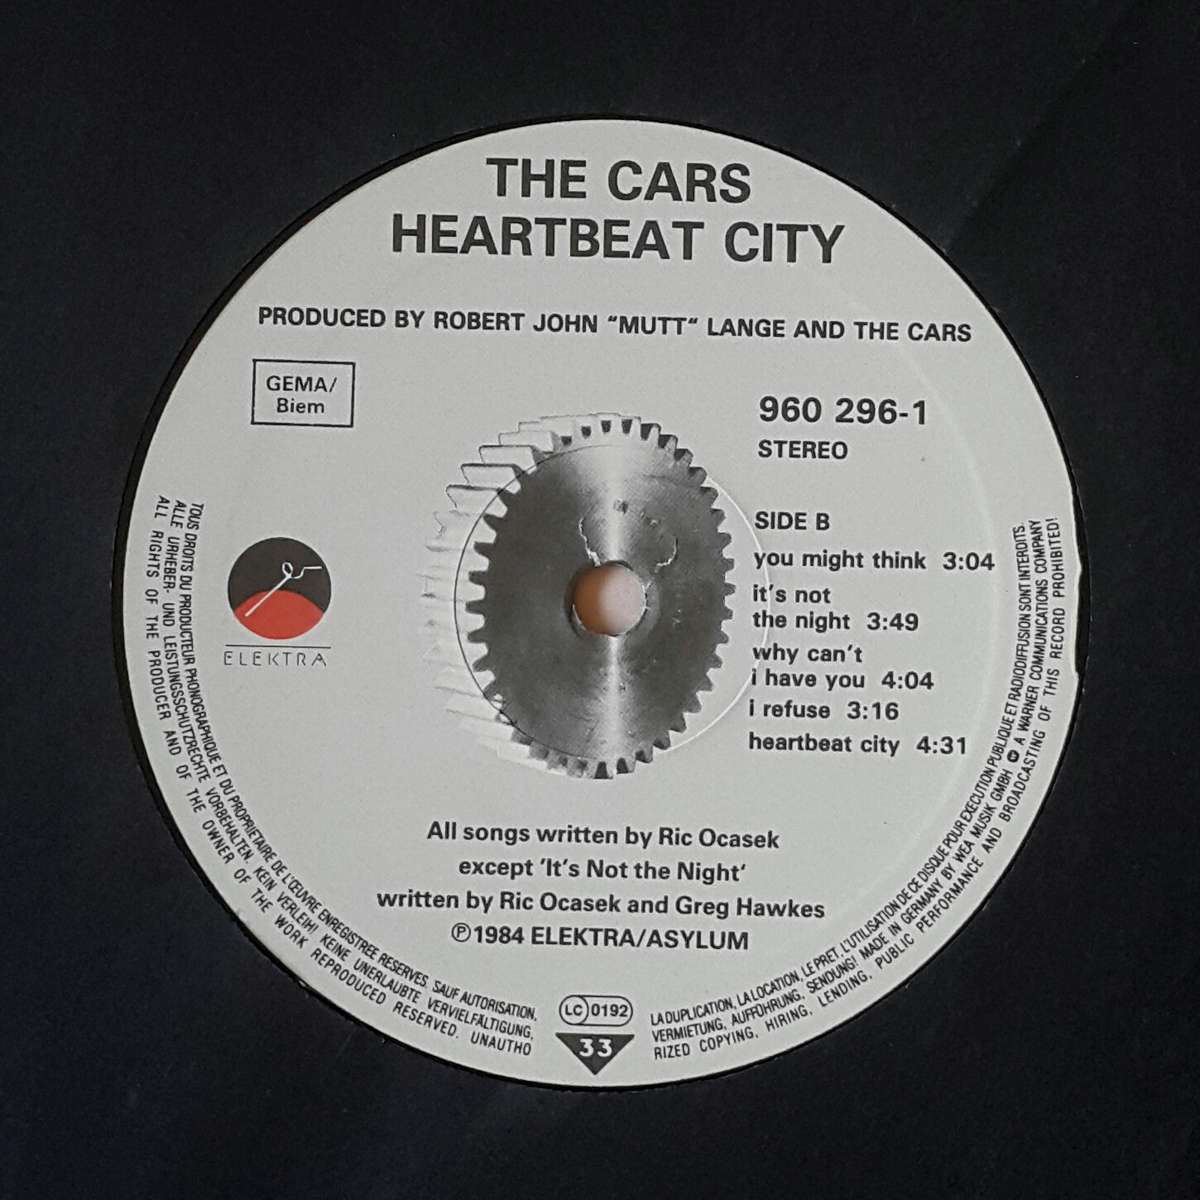 THE CARS
HEARTBEAT CITY
PRODUCED BY ROBERT JOHN "MUTT" LANGE AND THE CARS
GEMA/
Biem
960 296-1
STEREO
ELEKTRA
SIDE B
you might think 3:04
it's not
the night 3:49
why can't
i have you 4:04
i refuse 3:16
heartbeat city 4:31
All songs written by Ric Ocasek
except 'It's Not the Night'
written by Ric Ocasek and Greg Hawkes
Ⓟ1984 ELEKTRA/ASYLUM
LC 0192
33
TOUS DROITS DU PRODUCTEUR PHONOGRAPHIQUE ET DU PROPRIETAIRE DE L'ŒUVRE ENREGISTREE RESERVES. SAUF AUTORISATION,
ALLE URHEBER- UND LEISTUNGSSCHUTZRECHTE VORBEHALTEN. KEIN VERLEIH! KEINE UNERLAUBTE VERVIELFÄLTIGUNG,
ALL RIGHTS OF THE PRODUCER AND OF THE OWNER OF THE WORK REPRODUCED RESERVED. UNAUTHO
LA DUPLICATION, LA LOCATION, LE PRET, L'UTILISATION DE CE DISQUE POUR EXECUTION PUBLIQUE ET RADIODIFFUSION SONT INTERDITS.
VERMIETUNG, AUFFÜHRUNG, SENDUNG! MADE IN GERMANY BY WEA MUSIK GMBH A WARNER COMMUNICATIONS COMPANY
RIZED COPYING, HIRING, LENDING, PUBLIC PERFORMANCE AND BROADCASTING OF THIS RECORD PROHIBITED!